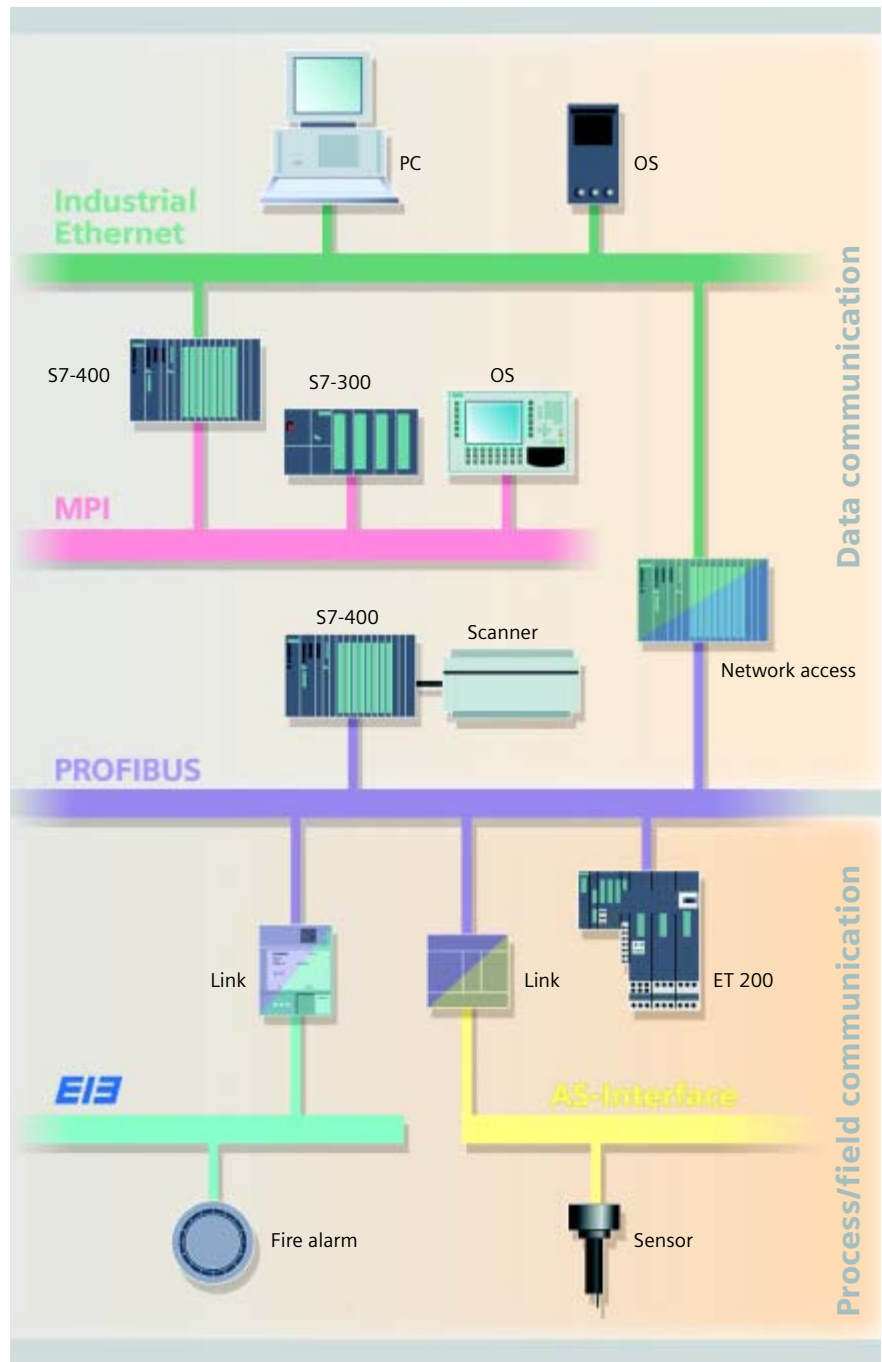 PC
OS
Industrial
Ethernet
Data communication
S7-400
S7-300
OS
MPI
S7-400
Scanner
Network access
PROFIBUS
Link
Link
ET 200
EIB
AS-Interface
Process/field communication
Fire alarm
Sensor